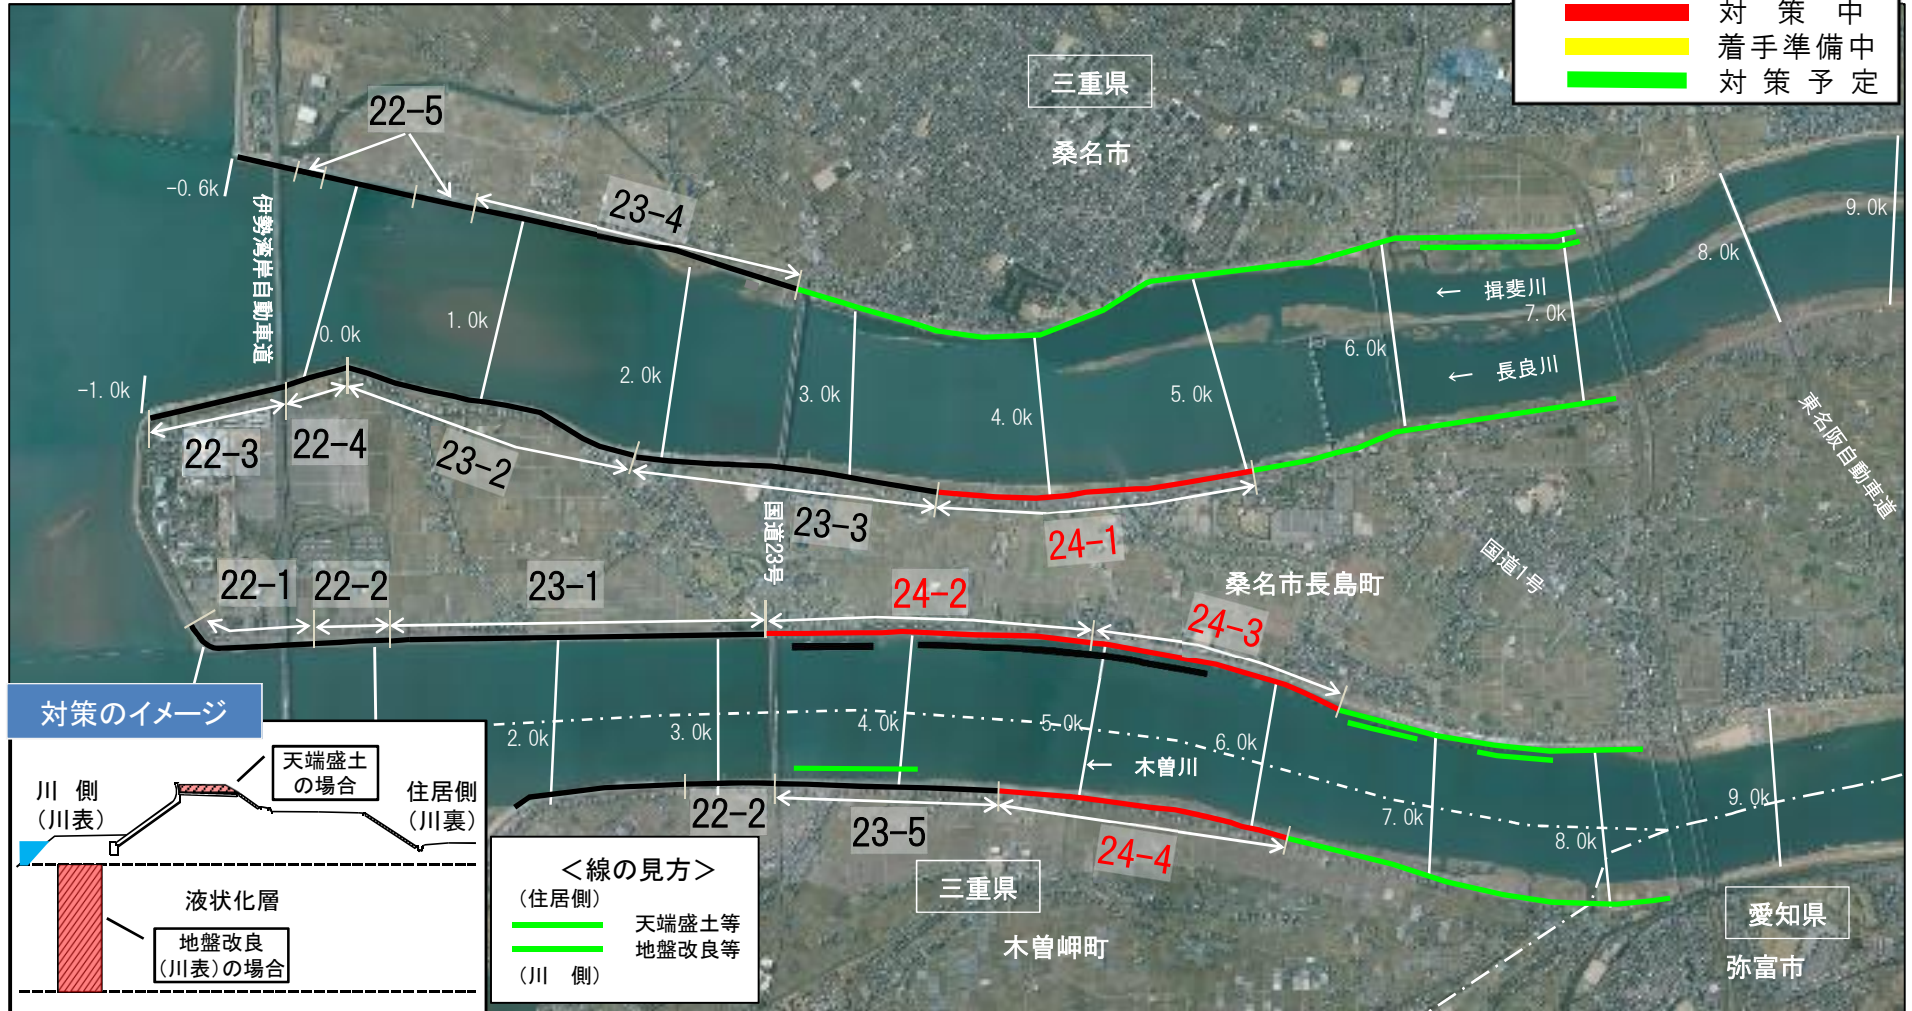 対策中
着手準備中
対策予定
三重県
桑名市
22-5
23-4
-0.6k
伊勢湾岸自動車道
0.0k
1.0k
2.0k
3.0k
4.0k
5.0k
6.0k
7.0k
8.0k
9.0k
← 揖斐川
← 長良川
-1.0k
22-3
22-4
23-2
23-3
24-1
国道23号
東名阪自動車道
国道1号
桑名市長島町
22-1
22-2
23-1
24-2
24-3
2.0k
3.0k
4.0k
5.0k
6.0k
7.0k
8.0k
9.0k
← 木曽川
22-2
23-5
24-4
三重県
木曽岬町
愛知県
弥富市
対策のイメージ
天端盛土
の場合
川 側
(川表)
住居側
(川裏)
液状化層
地盤改良
(川表)の場合
＜線の見方＞
(住居側)
天端盛土等
地盤改良等
(川 側)